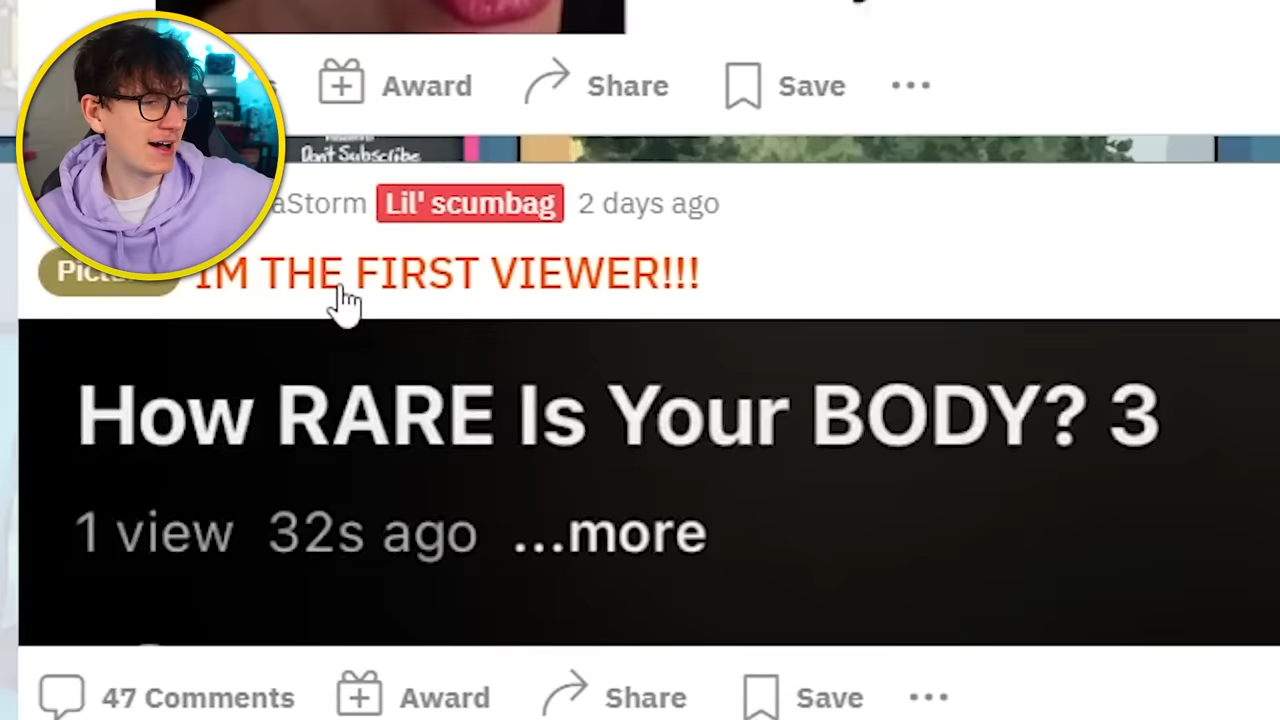 Award Share Save
Don't Subscribe
aStorm Lil' scumbag 2 days ago
IM THE FIRST VIEWER!!!
How RARE Is Your BODY? 3
1 view 32s ago ...more
47 Comments Award Share Save